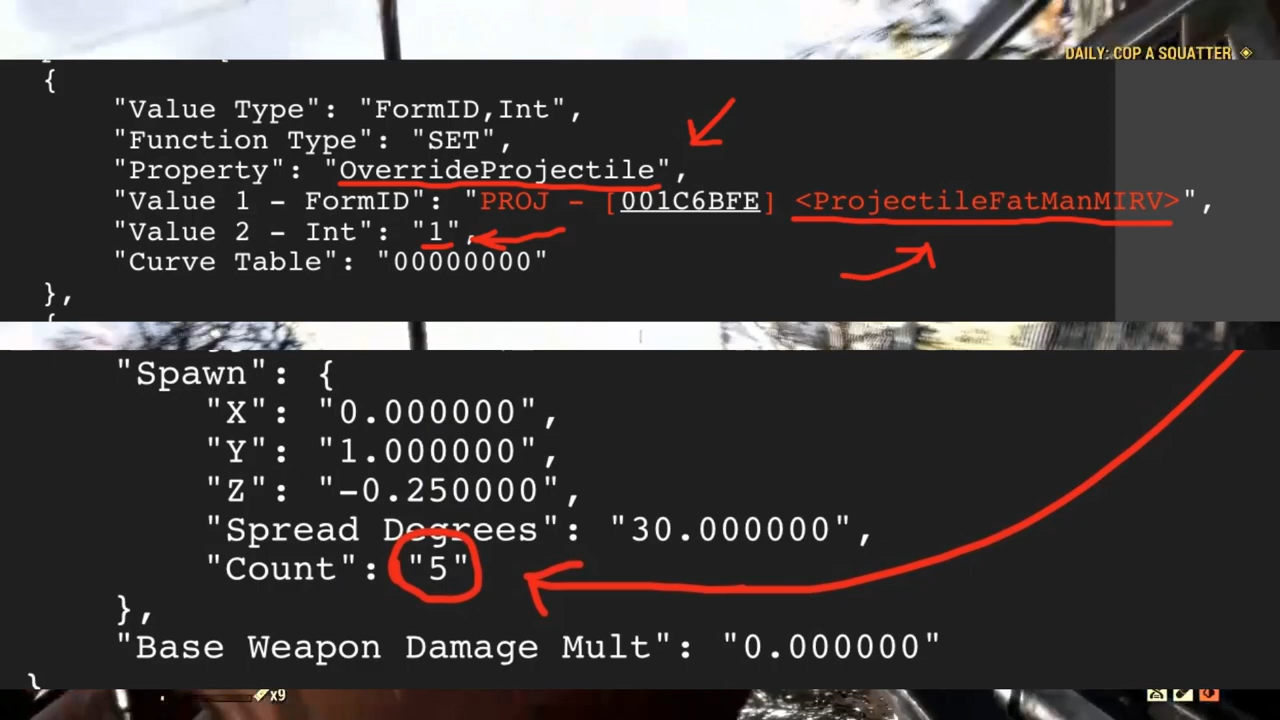 DAILY: COP A SQUATTER
{
"Value Type": "FormID,Int",
"Function Type": "SET",
"Property": "OverrideProjectile",
"Value 1 - FormID": "PROJ - [001C6BFE] <ProjectileFatManMIRV>",
"Value 2 - Int": "1",
"Curve Table": "00000000"
},
"Spawn": {
"X": "0.000000",
"Y": "1.000000",
"Z": "-0.250000",
"Spread Degrees": "30.000000",
"Count": "5"
},
"Base Weapon Damage Mult": "0.000000"
x9